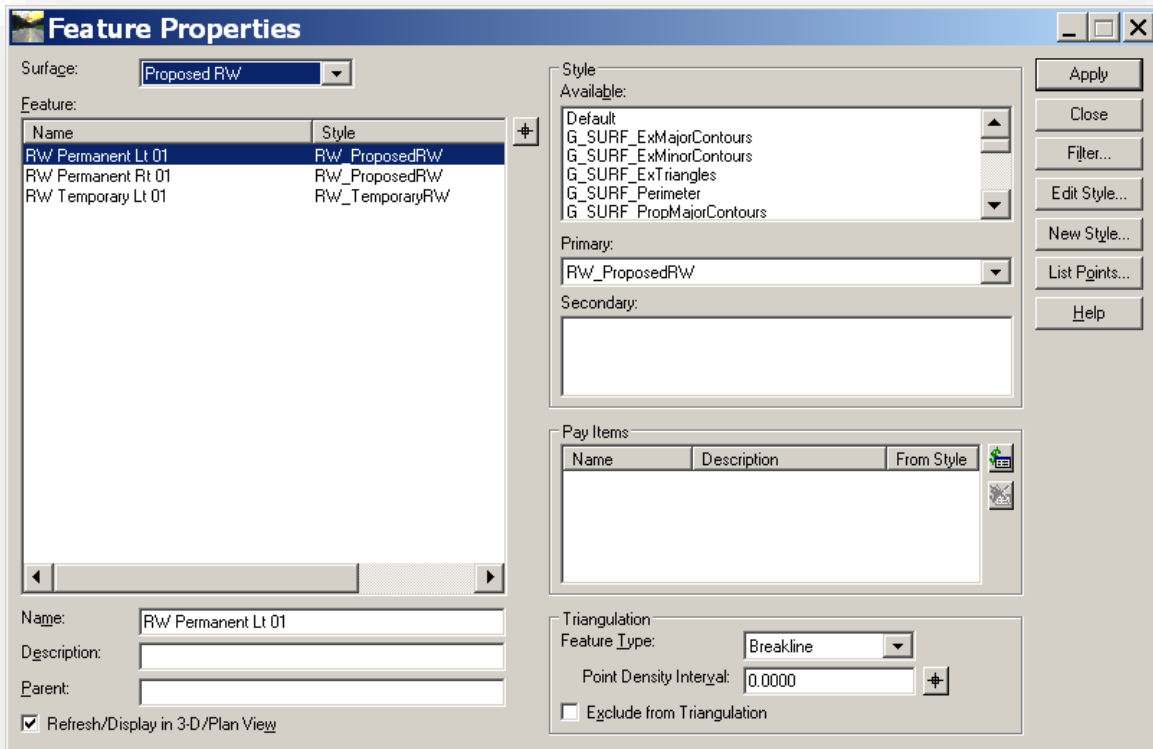 Feature Properties
Surface: Proposed RW
Feature:
Name Style
RW Permanent Lt 01 RW_ProposedRW
RW Permanent Rt 01 RW_ProposedRW
RW Temporary Lt 01 RW_TemporaryRW
Name: RW Permanent Lt 01
Description:
Parent:
Refresh/Display in 3-D/Plan View
Style
Available:
Default
G_SURF_ExMajorContours
G_SURF_ExMinorContours
G_SURF_ExTriangles
G_SURF_Perimeter
G_SURF_PropMajorContours
Primary:
RW_ProposedRW
Secondary:
Pay Items
Name Description From Style
Triangulation
Feature Type: Breakline
Point Density Interval: 0.0000
Exclude from Triangulation
Apply
Close
Filter...
Edit Style...
New Style...
List Points...
Help